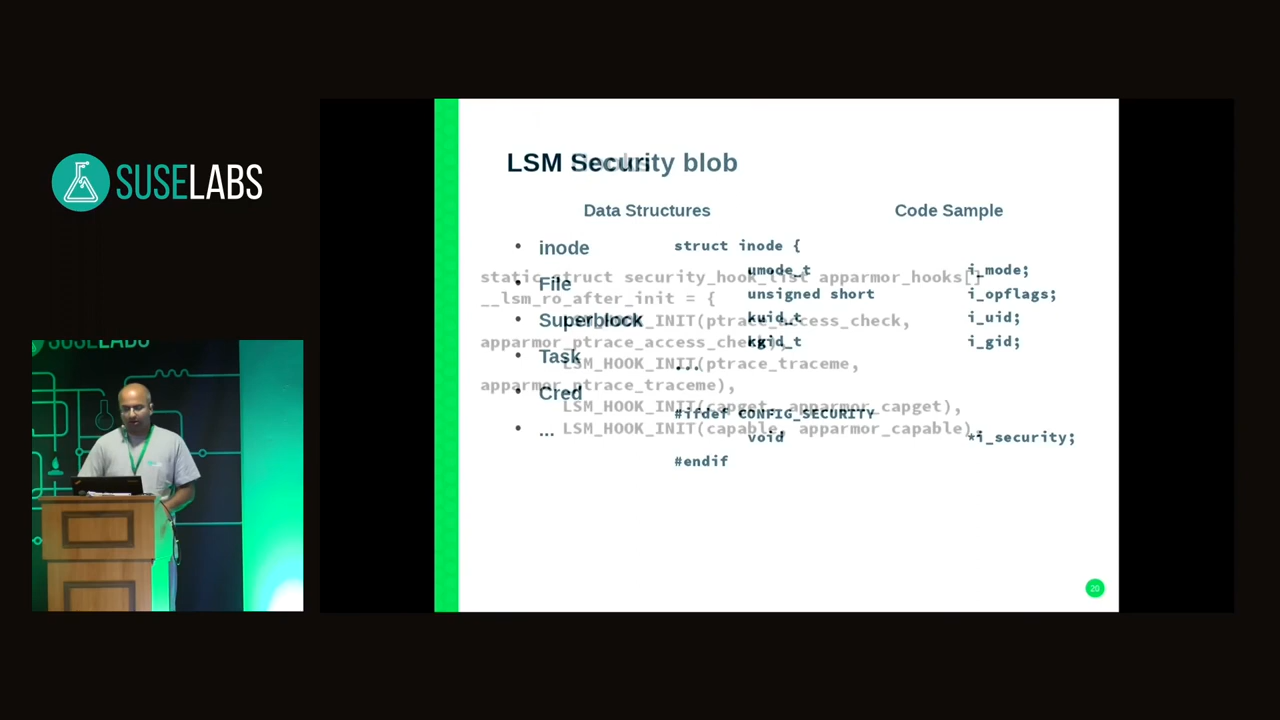 SUSELABS
SUSELABS
LSM Security blob
Data Structures
Code Sample
• inode
• File
• Superblock
• Task
• Cred
• ...
struct inode {
umode_t i_mode;
unsigned short i_opflags;
kuid_t i_uid;
kgid_t i_gid;
...
#ifdef CONFIG_SECURITY
void *i_security;
#endif
static struct security_hook_list apparmor_hooks[]
__lsm_ro_after_init = {
LSM_HOOK_INIT(ptrace_access_check,
apparmor_ptrace_access_check),
LSM_HOOK_INIT(ptrace_traceme,
apparmor_ptrace_traceme),
LSM_HOOK_INIT(capget, apparmor_capget),
LSM_HOOK_INIT(capable, apparmor_capable),
20